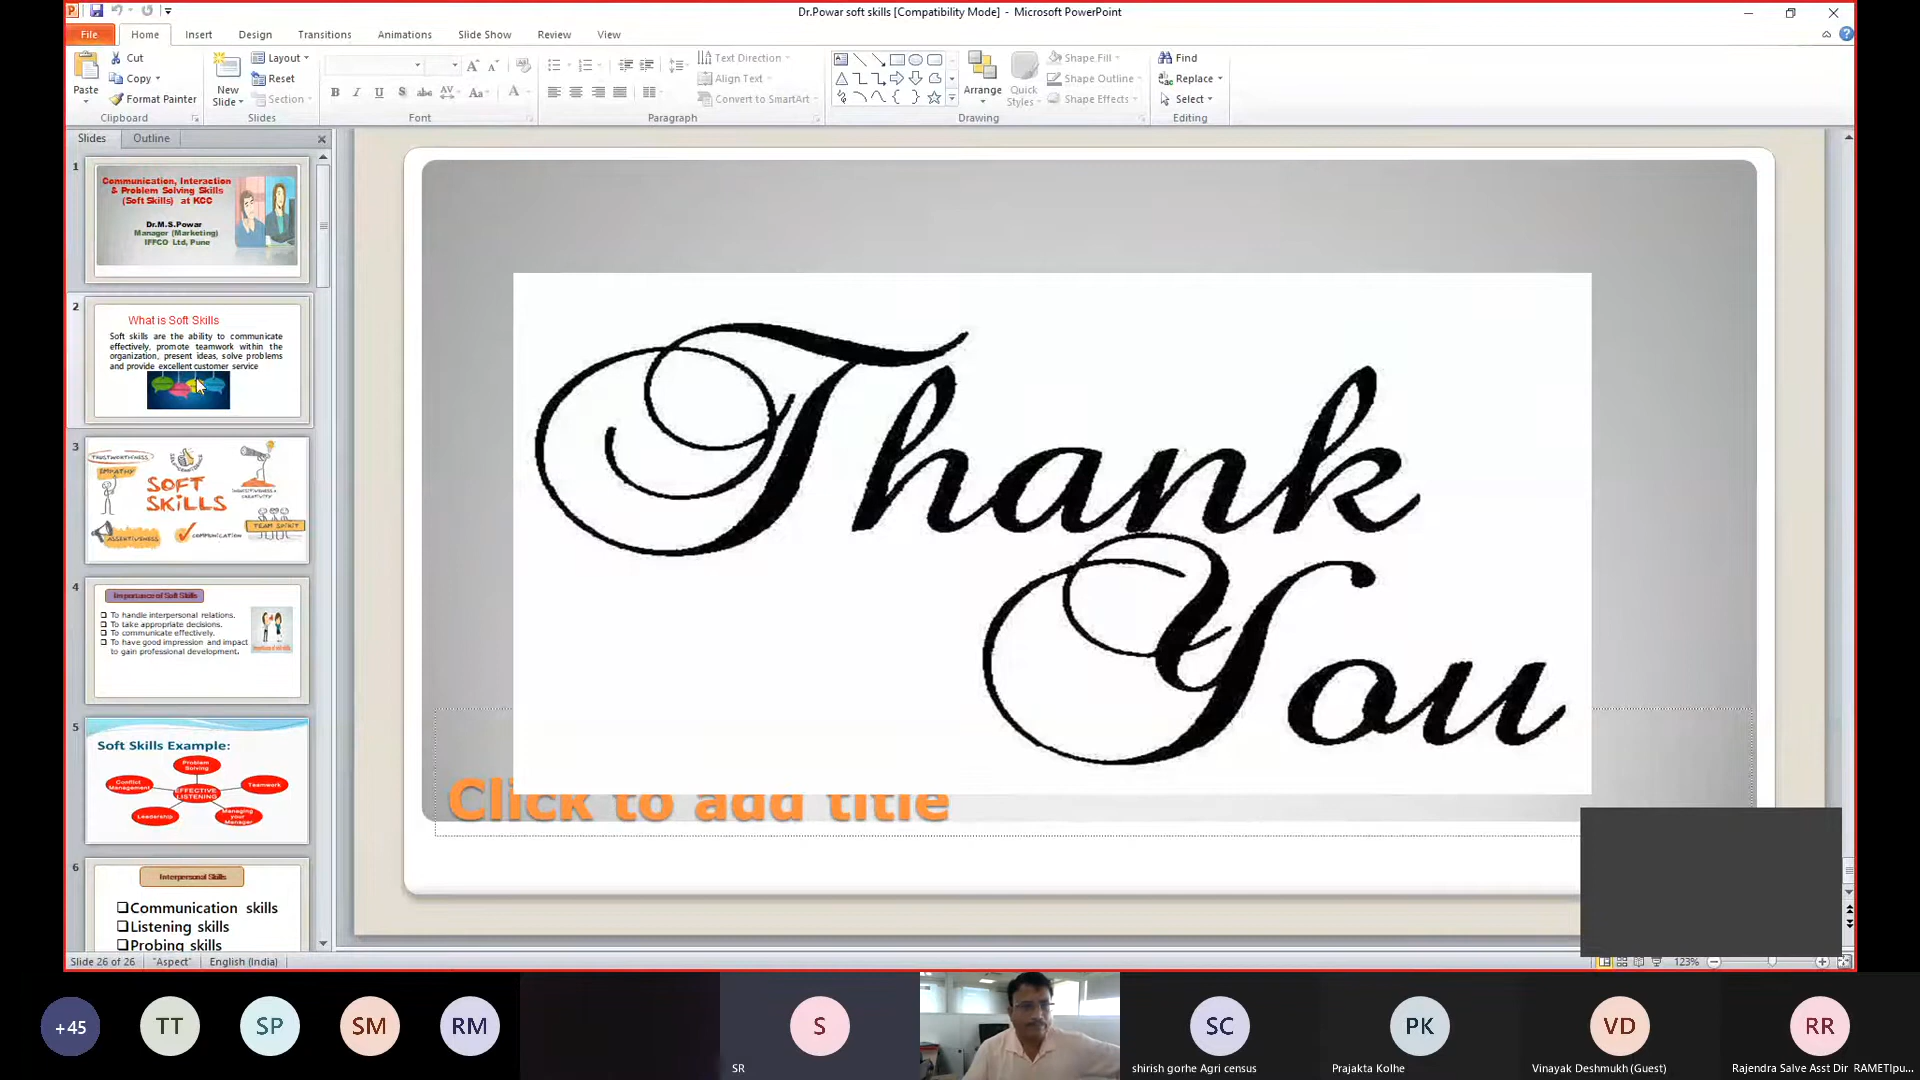 Dr.Powar soft skills [Compatibility Mode] - Microsoft PowerPoint
File Home Insert Design Transitions Animations Slide Show Review View
Paste
Cut
Copy
Format Painter
Clipboard
New
Slide
Layout
Reset
Section
Slides
B I U S abc AV Aa A
Font
Text Direction
Align Text
Convert to SmartArt
Paragraph
Arrange
Quick
Styles
Shape Fill
Shape Outline
Shape Effects
Drawing
Find
Replace
Select
Editing
Slides Outline
1
Communication, Interaction
& Problem Solving Skills
(Soft Skills) at KCC
Dr.M.S.Powar
Manager (Marketing)
IFFCO Ltd, Pune
2
What is Soft Skills
Soft skills are the ability to communicate
effectively, promote teamwork within the
organization, present ideas, solve problems
and provide excellent customer service
3
TRUSTWORTHINESS
EMPATHY
SOFT
SKILLS
CREATIVITY
ASSERTIVENESS
COMMUNICATION
TEAM SPIRIT
4
Importance of Soft Skills
To handle interpersonal relations.
To take appropriate decisions.
To communicate effectively.
To have good impression and impact
to gain professional development.
5
Soft Skills Example:
Problem
Solving
Conflict
Management
Teamwork
EFFECTIVE
LISTENING
Leadership
Managing
your
Manager
6
Interpersonal Skills
Communication skills
Listening skills
Probing skills
Thank
You
Click to add title
Slide 26 of 26 "Aspect" English (India)
123%
+45
TT
SP
SM
RM
S
SR
SC
shirish gorhe Agri census
PK
Prajakta Kolhe
VD
Vinayak Deshmukh (Guest)
RR
Rajendra Salve Asst Dir RAMETIpu...